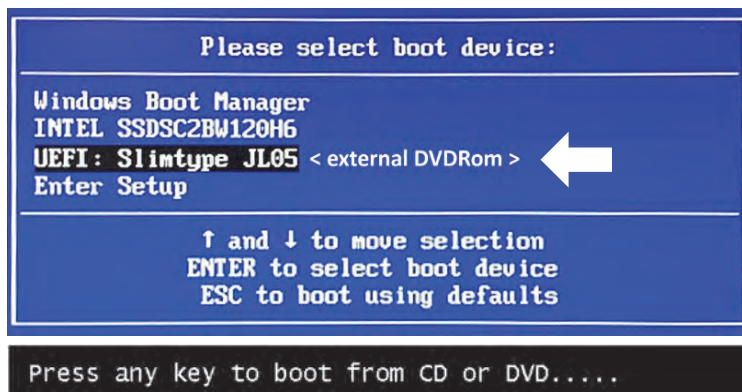 Please select boot device:
Windows Boot Manager
INTEL SSDSC2BW120H6
UEFI: Slimtype JL05 < external DVDRom >
Enter Setup
↑ and ↓ to move selection
ENTER to select boot device
ESC to boot using defaults
Press any key to boot from CD or DVD.....